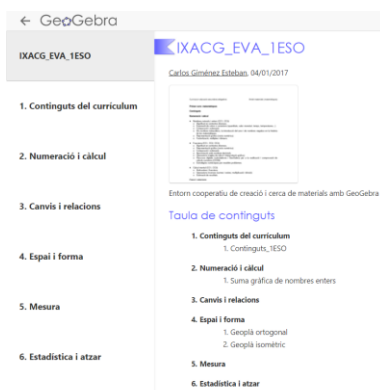 ← GeoGebra
IXACG_EVA_1ESO
1. Continguts del currículum
2. Numeració i càlcul
3. Canvis i relacions
4. Espai i forma
5. Mesura
6. Estadística i atzar
IXACG_EVA_1ESO
Carlos Giménez Esteban, 04/01/2017
Entorn cooperatiu de creació i cerca de materials amb GeoGebra
Taula de continguts
1. Continguts del currículum
1. Continguts_1ESO
2. Numeració i càlcul
1. Suma gráfica de nombres enters
3. Canvis i relacions
4. Espai i forma
1. Geoplà ortogonal
2. Geoplà isomètric
5. Mesura
6. Estadística i atzar